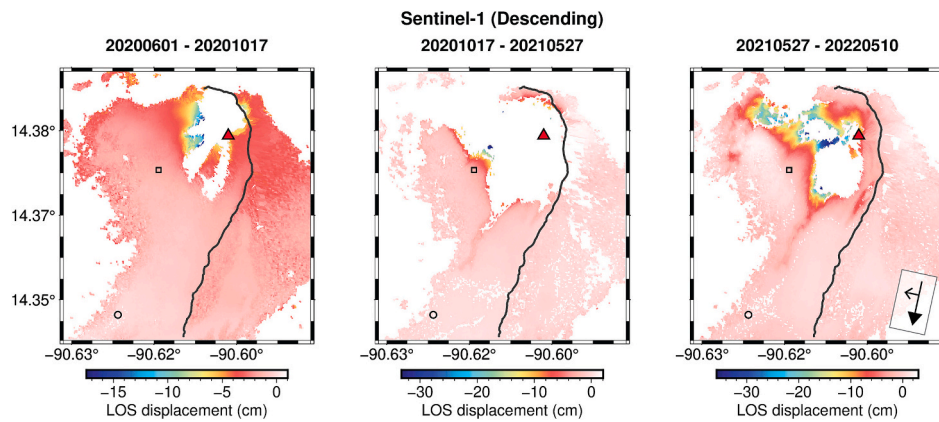 Sentinel-1 (Descending)
20200601 - 20201017
20201017 - 20210527
20210527 - 20220510
14.38°
14.37°
14.35°
−90.63° −90.62° −90.60°
−90.63° −90.62° −90.60°
−90.63° −90.62° −90.60°
−15 −10 −5 0
−30 −20 −10 0
−30 −20 −10 0
LOS displacement (cm)
LOS displacement (cm)
LOS displacement (cm)